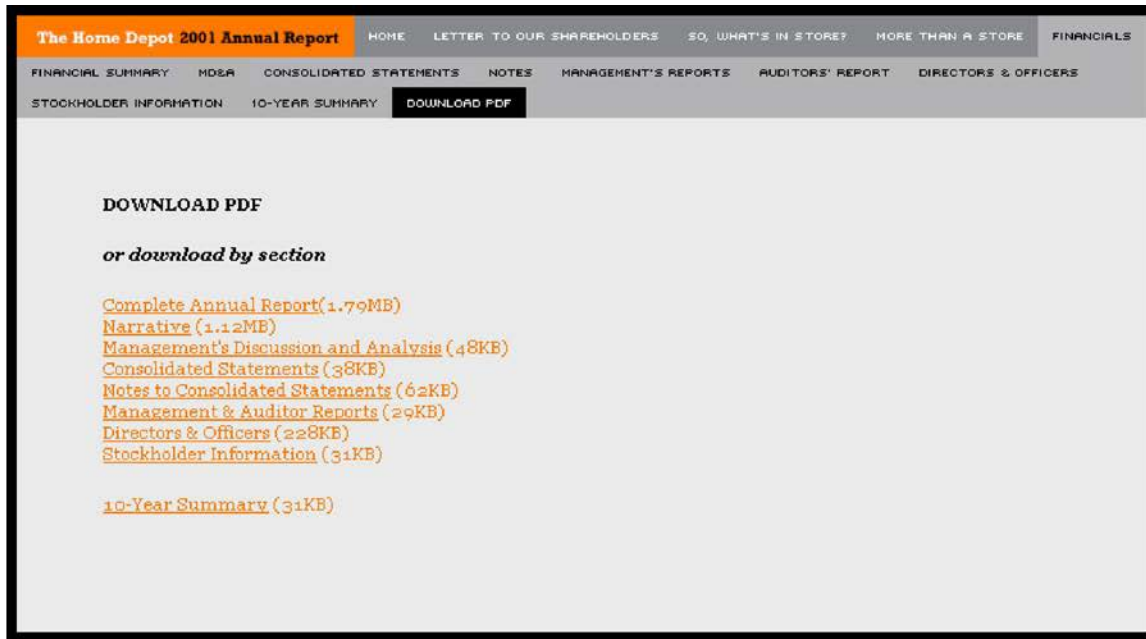 The Home Depot 2001 Annual Report HOME LETTER TO OUR SHAREHOLDERS SO, WHAT'S IN STORE? MORE THAN A STORE FINANCIALS
FINANCIAL SUMMARY MD&A CONSOLIDATED STATEMENTS NOTES MANAGEMENT'S REPORTS AUDITORS' REPORT DIRECTORS & OFFICERS
STOCKHOLDER INFORMATION 10-YEAR SUMMARY DOWNLOAD PDF
DOWNLOAD PDF
or download by section
Complete Annual Report(1.79MB)
Narrative (1.12MB)
Management's Discussion and Analysis (48KB)
Consolidated Statements (38KB)
Notes to Consolidated Statements (62KB)
Management & Auditor Reports (29KB)
Directors & Officers (228KB)
Stockholder Information (31KB)
10-Year Summary (31KB)